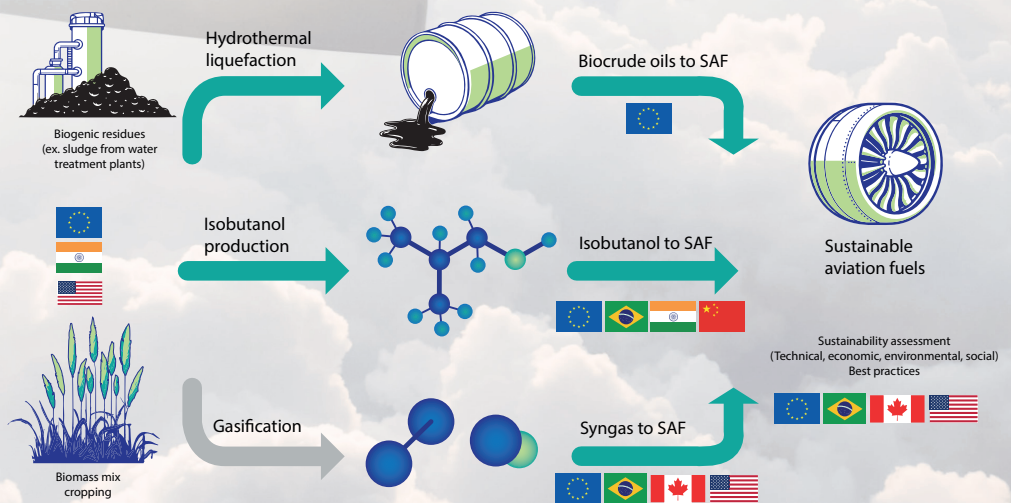 Hydrothermal
liquefaction
Biocrude oils to SAF
Biogenic residues
(ex. sludge from water
treatment plants)
Isobutanol
production
Isobutanol to SAF
Sustainable
aviation fuels
Sustainability assessment
(Technical, economic, environmental, social)
Best practices
Gasification
Syngas to SAF
Biomass mix
cropping